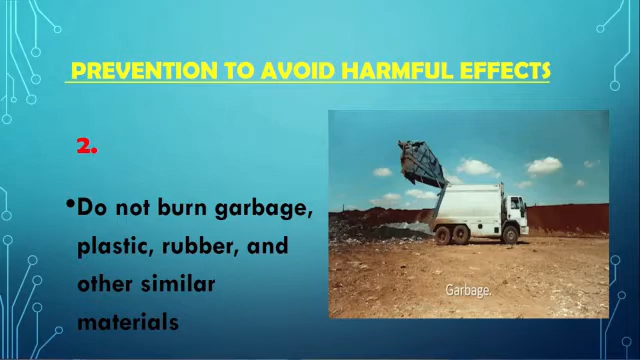 PREVENTION TO AVOID HARMFUL EFFECTS
2.
•Do not burn garbage,
plastic, rubber, and
other similar
materials
Garbage.